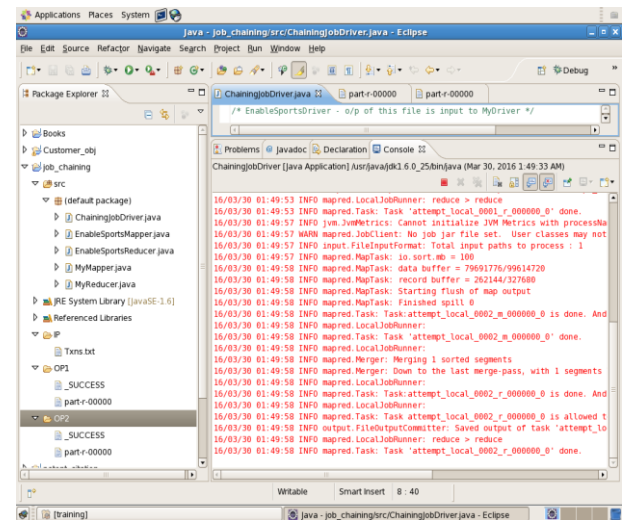 Applications Places System
Java - job_chaining/src/ChainingJobDriver.java - Eclipse
File Edit Source Refactor Navigate Search Project Run Window Help
Debug
Package Explorer
ChainingJobDriver.java part-r-00000 part-r-00000
/* EnableSportsDriver - o/p of this file is input to MyDriver */
Books
Customer_obj
job_chaining
src
(default package)
ChainingJobDriver.java
EnableSportsMapper.java
EnableSportsReducer.java
MyMapper.java
MyReducer.java
JRE System Library [JavaSE-1.6]
Referenced Libraries
IP
Txns.txt
OP1
_SUCCESS
part-r-00000
OP2
_SUCCESS
part-r-00000
Problems Javadoc Declaration Console
ChainingJobDriver [Java Application] /usr/java/jdk1.6.0_25/bin/java (Mar 30, 2016 1:49:33 AM)
16/03/30 01:49:53 INFO mapred.LocalJobRunner: reduce > reduce
16/03/30 01:49:53 INFO mapred.Task: Task 'attempt_local_0001_r_000000_0' done.
16/03/30 01:49:57 INFO jvm.JvmMetrics: Cannot initialize JVM Metrics with processNa
16/03/30 01:49:57 WARN mapred.JobClient: No job jar file set.  User classes may not
16/03/30 01:49:57 INFO input.FileInputFormat: Total input paths to process : 1
16/03/30 01:49:58 INFO mapred.MapTask: io.sort.mb = 100
16/03/30 01:49:58 INFO mapred.MapTask: data buffer = 79691776/99614720
16/03/30 01:49:58 INFO mapred.MapTask: record buffer = 262144/327680
16/03/30 01:49:58 INFO mapred.MapTask: Starting flush of map output
16/03/30 01:49:58 INFO mapred.MapTask: Finished spill 0
16/03/30 01:49:58 INFO mapred.Task: Task:attempt_local_0002_m_000000_0 is done. And
16/03/30 01:49:58 INFO mapred.LocalJobRunner:
16/03/30 01:49:58 INFO mapred.Task: Task 'attempt_local_0002_m_000000_0' done.
16/03/30 01:49:58 INFO mapred.LocalJobRunner:
16/03/30 01:49:58 INFO mapred.Merger: Merging 1 sorted segments
16/03/30 01:49:58 INFO mapred.Merger: Down to the last merge-pass, with 1 segments
16/03/30 01:49:58 INFO mapred.LocalJobRunner:
16/03/30 01:49:58 INFO mapred.Task: Task:attempt_local_0002_r_000000_0 is done. And
16/03/30 01:49:58 INFO mapred.LocalJobRunner:
16/03/30 01:49:58 INFO mapred.Task: Task attempt_local_0002_r_000000_0 is allowed t
16/03/30 01:49:58 INFO output.FileOutputCommitter: Saved output of task 'attempt_lo
16/03/30 01:49:58 INFO mapred.LocalJobRunner: reduce > reduce
16/03/30 01:49:58 INFO mapred.Task: Task 'attempt_local_0002_r_000000_0' done.
Writable Smart Insert 8 : 40
[training] Java - job_chaining/src/ChainingJobDriver.java - Eclipse